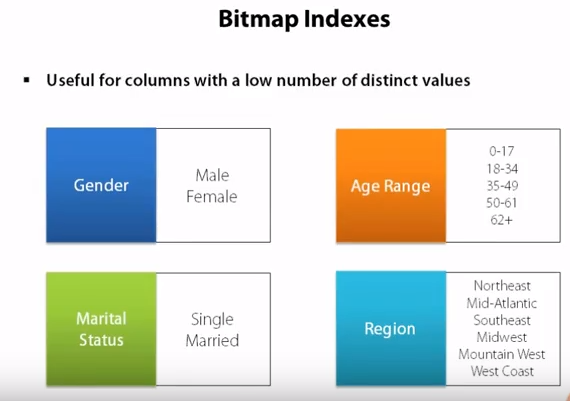 Bitmap Indexes
▪ Useful for columns with a low number of distinct values
Gender
Male
Female
Age Range
0-17
18-34
35-49
50-61
62+
Marital
Status
Single
Married
Region
Northeast
Mid-Atlantic
Southeast
Midwest
Mountain West
West Coast